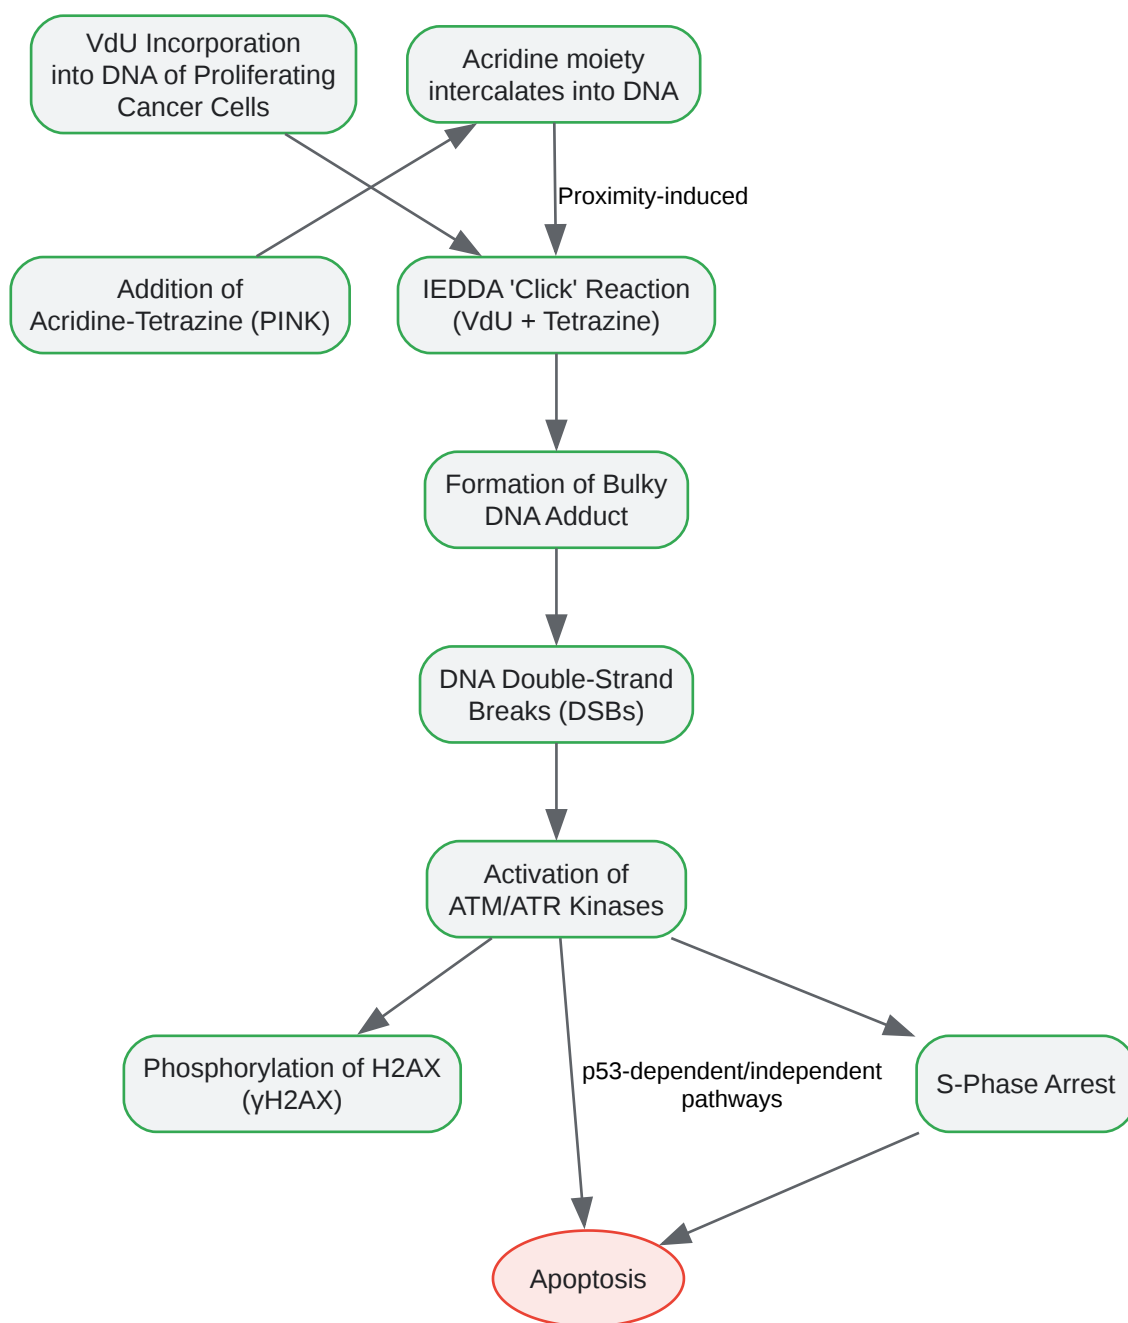 VdU Incorporation
into DNA of Proliferating
Cancer Cells
Acridine moiety
intercalates into DNA
Proximity-induced
Addition of
Acridine-Tetrazine (PINK)
IEDDA 'Click' Reaction
(VdU + Tetrazine)
Formation of Bulky
DNA Adduct
DNA Double-Strand
Breaks (DSBs)
Activation of
ATM/ATR Kinases
Phosphorylation of H2AX
(γH2AX)
p53-dependent/independent
pathways
S-Phase Arrest
Apoptosis